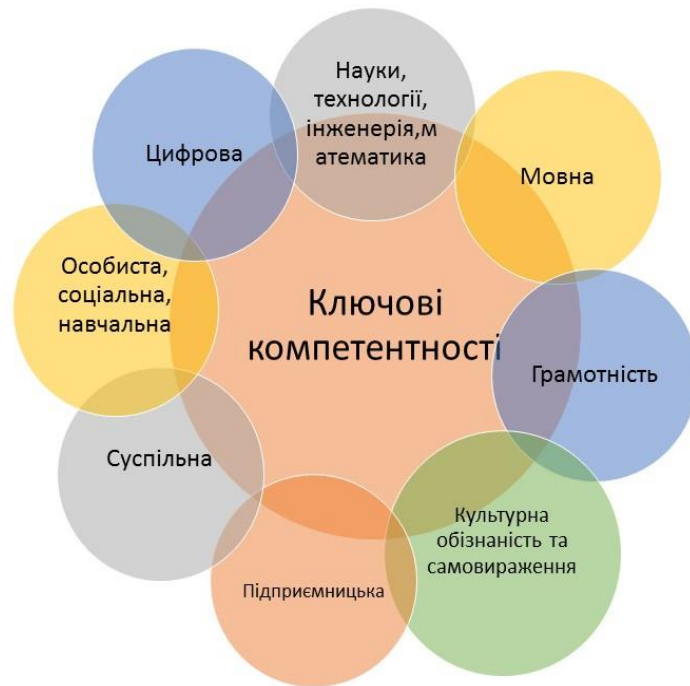 Ключові
компетентності
Науки,
технології,
інженерія,м
атематика
Мовна
Грамотність
Культурна
обізнаність та
самовираження
Підприємницька
Суспільна
Особиста,
соціальна,
навчальна
Цифрова